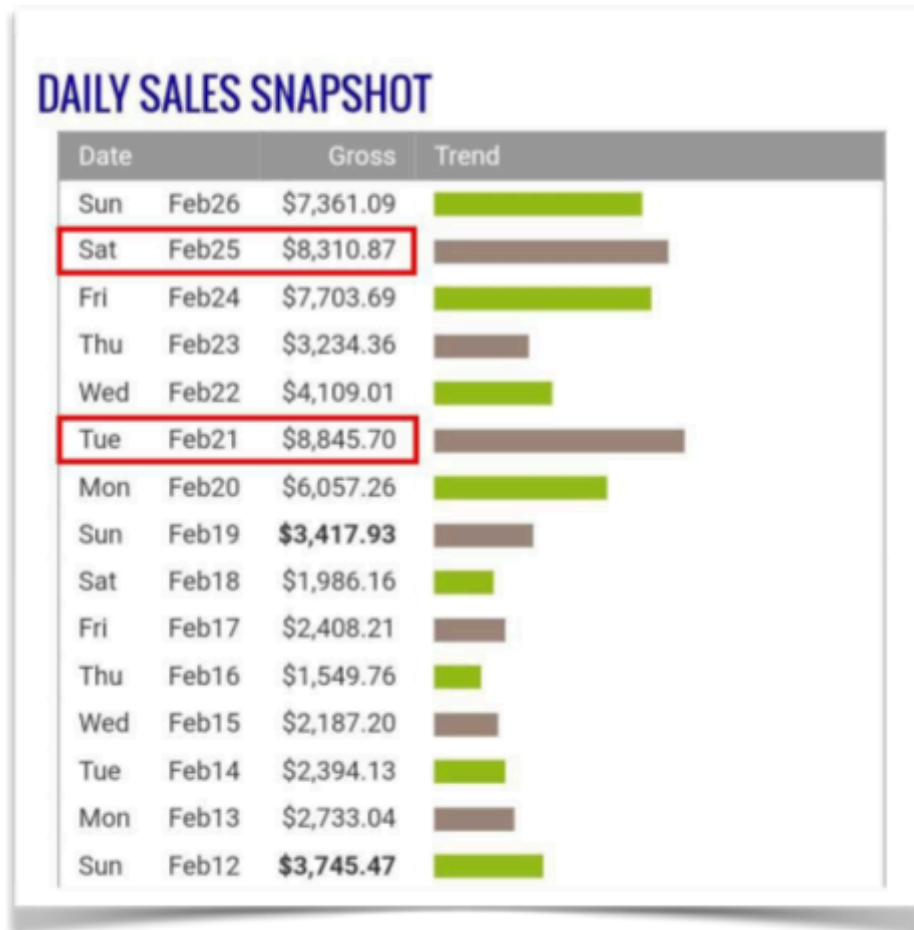 DAILY SALES SNAPSHOT
Date Gross Trend
Sun Feb26 $7,361.09
Sat Feb25 $8,310.87
Fri Feb24 $7,703.69
Thu Feb23 $3,234.36
Wed Feb22 $4,109.01
Tue Feb21 $8,845.70
Mon Feb20 $6,057.26
Sun Feb19 $3,417.93
Sat Feb18 $1,986.16
Fri Feb17 $2,408.21
Thu Feb16 $1,549.76
Wed Feb15 $2,187.20
Tue Feb14 $2,394.13
Mon Feb13 $2,733.04
Sun Feb12 $3,745.47